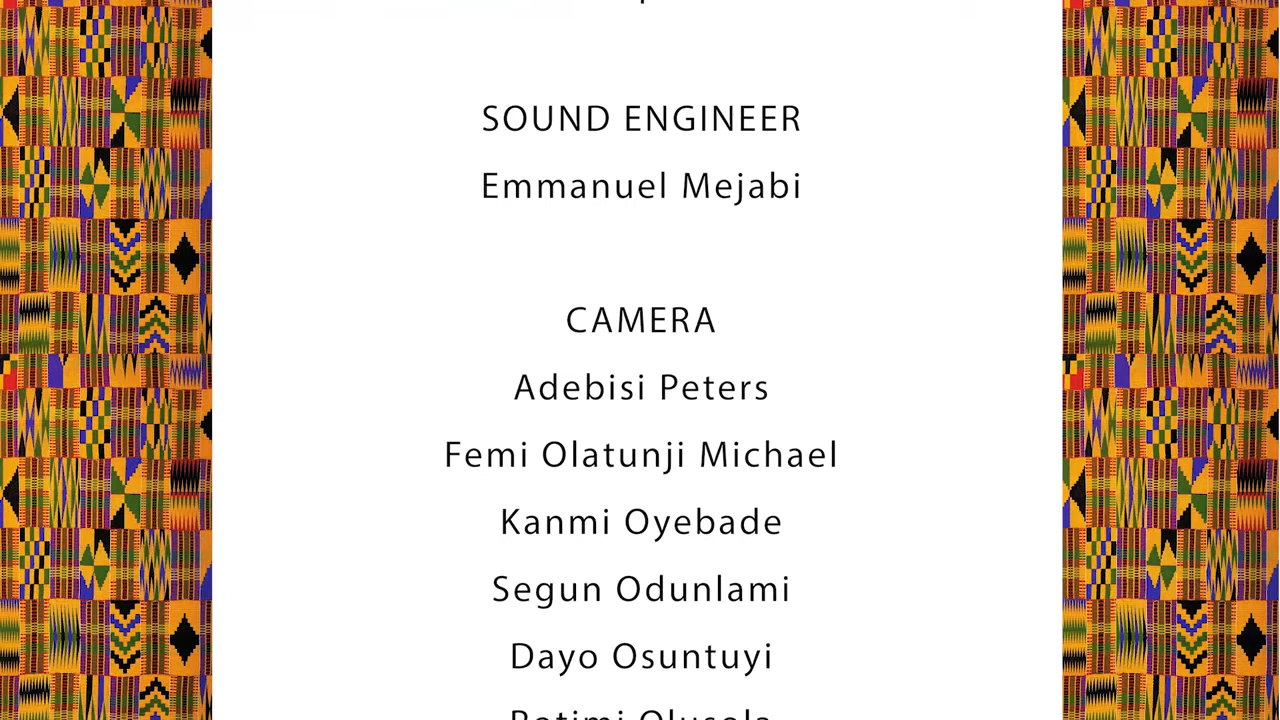 SOUND ENGINEER
Emmanuel Mejabi
CAMERA
Adebisi Peters
Femi Olatunji Michael
Kanmi Oyebade
Segun Odunlami
Dayo Osuntuyi